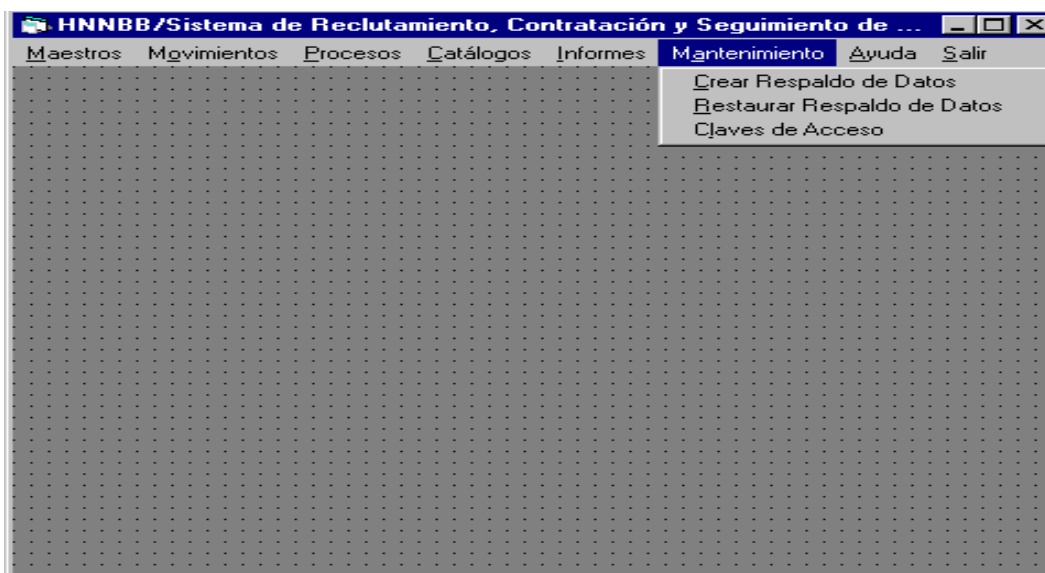 HNNBB/Sistema de Reclutamiento, Contratación y Seguimiento de ...
Maestros Movimientos Procesos Catálogos Informes Mantenimiento Ayuda Salir
Crear Respaldo de Datos
Restaurar Respaldo de Datos
Claves de Acceso